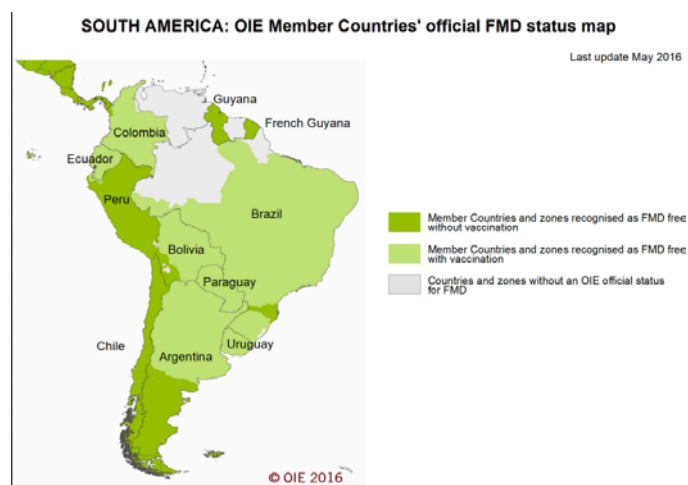 SOUTH AMERICA: OIE Member Countries' official FMD status map
Last update May 2016
Guyana
French Guyana
Colombia
Ecuador
Peru
Brazil
Bolivia
Paraguay
Chile
Uruguay
Argentina
Member Countries and zones recognised as FMD free
without vaccination
Member Countries and zones recognised as FMD free
with vaccination
Countries and zones without an OIE official status
for FMD
© OIE 2016